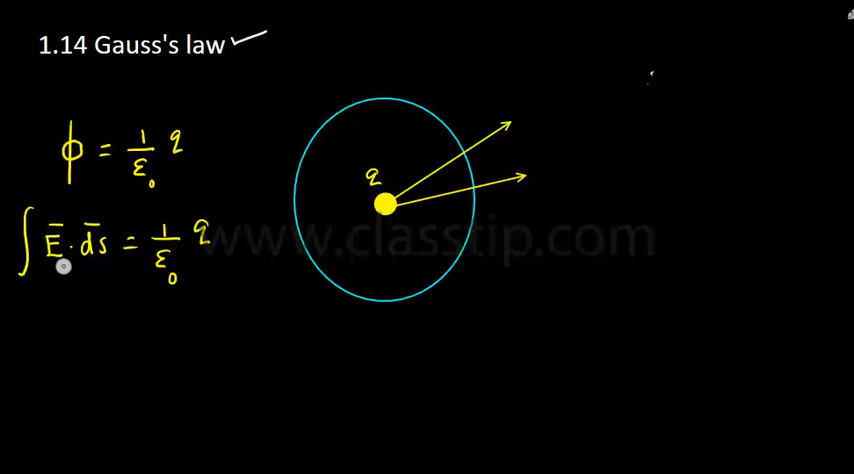 1.14 Gauss's law
ϕ = 1/ε₀ q
q
∫ E̅ · d̅s = 1/ε₀ q
www.classtip.com